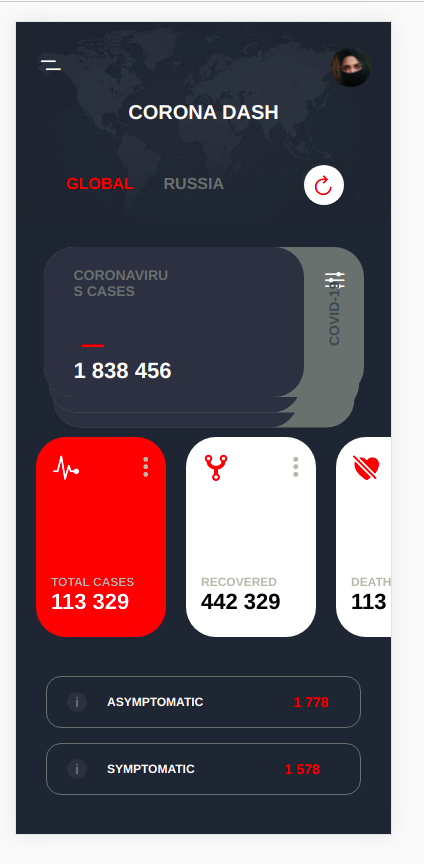 CORONA DASH
GLOBAL
RUSSIA
CORONAVIRU
S CASES
1 838 456
COVID-19
TOTAL CASES
113 329
RECOVERED
442 329
DEATH
113
i
ASYMPTOMATIC
1 778
i
SYMPTOMATIC
1 578